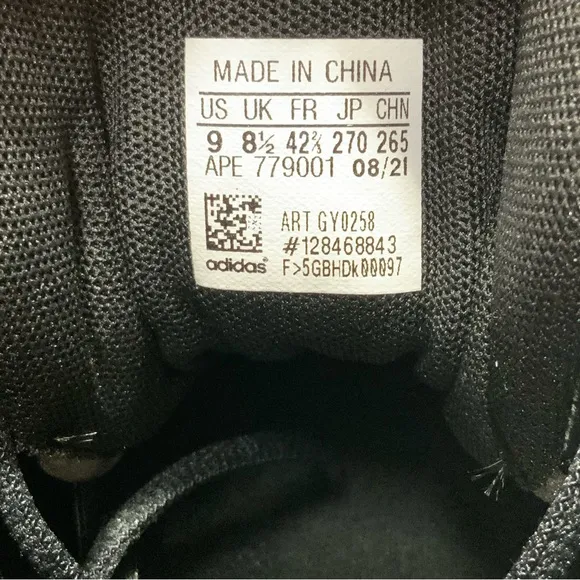 MADE IN CHINA
US UK FR JP CHN
9 8½ 42⅔ 270 265
APE 779001 08/21
ART GY0258
#128468843
adidas F>5GBHDk00097